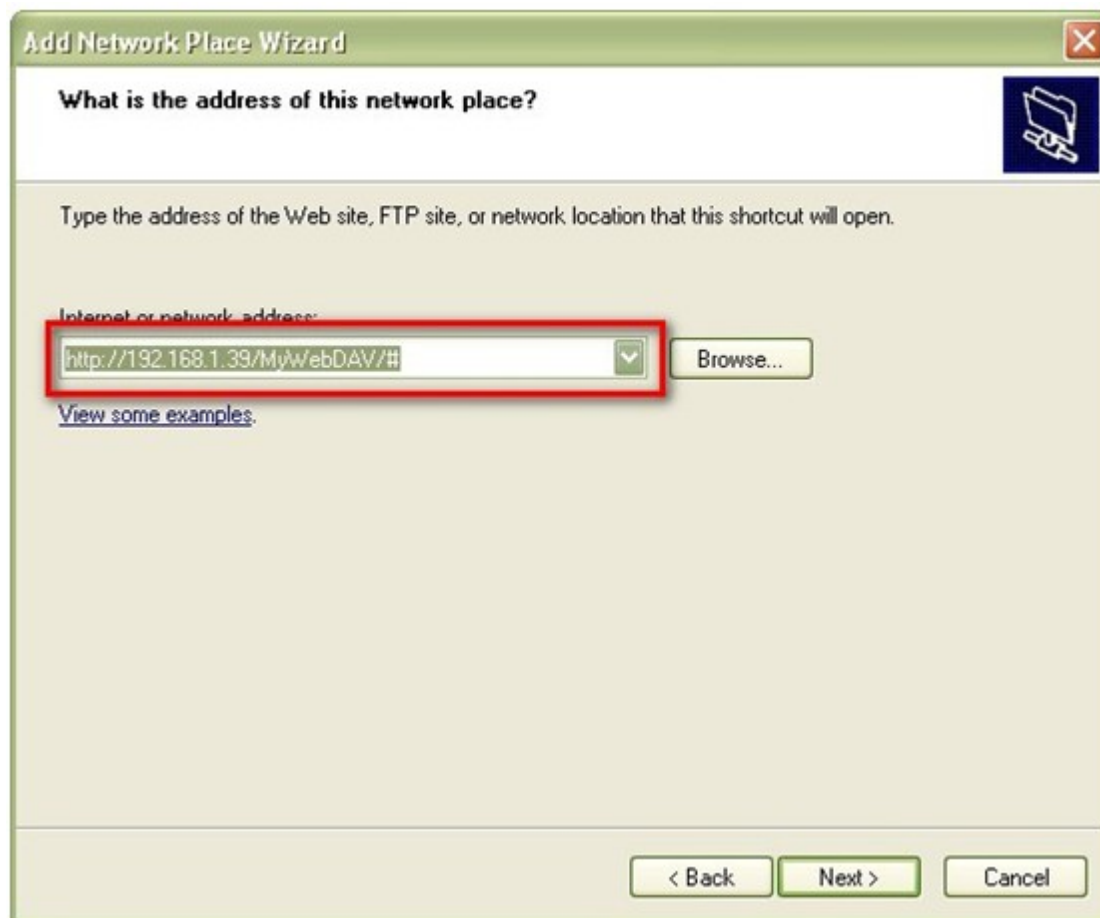 Add Network Place Wizard
What is the address of this network place?
Type the address of the Web site, FTP site, or network location that this shortcut will open.
Internet or network address:
http://192.168.1.39/MyWebDAV/#
Browse...
View some examples.
< Back
Next >
Cancel